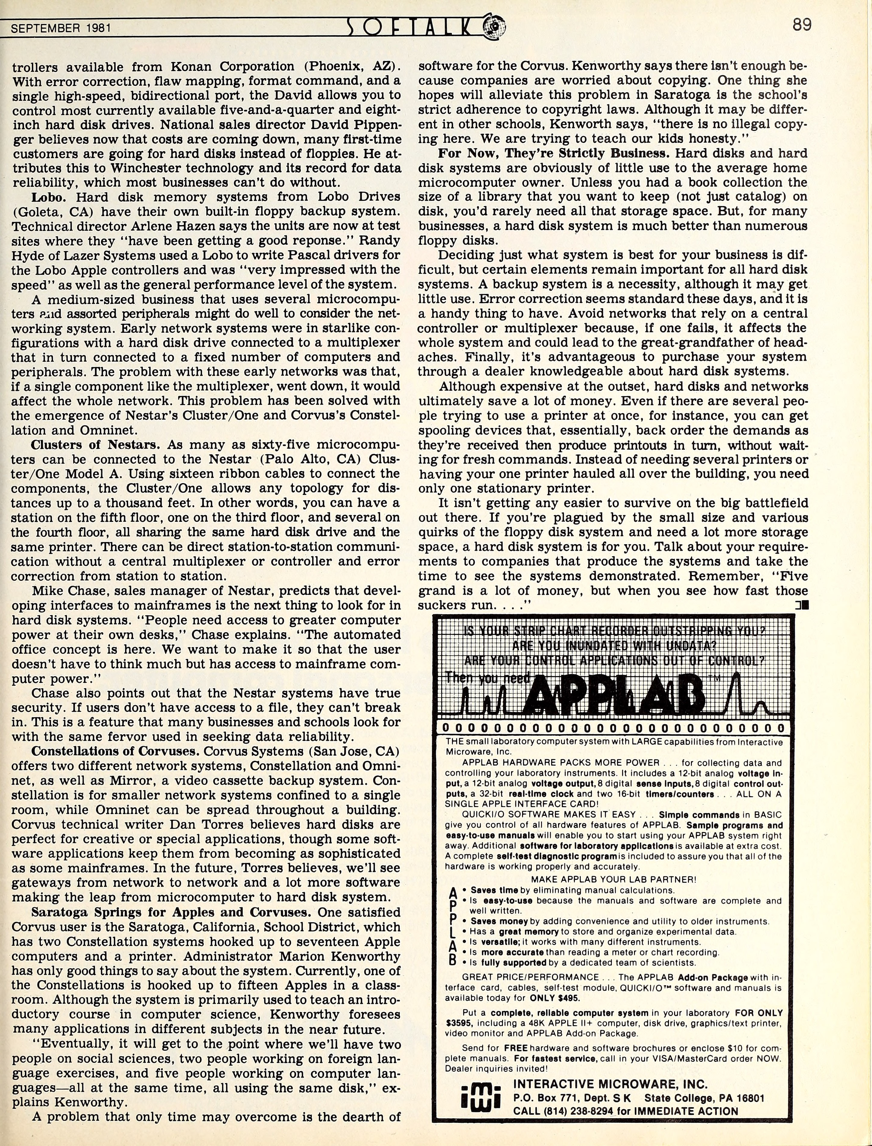 SEPTEMBER 1981
SOFTALK
89
trollers available from Konan Corporation (Phoenix, AZ).
With error correction, flaw mapping, format command, and a
single high-speed, bidirectional port, the David allows you to
control most currently available five-and-a-quarter and eight-
inch hard disk drives. National sales director David Pippen-
ger believes now that costs are coming down, many first-time
customers are going for hard disks instead of floppies. He at-
tributes this to Winchester technology and its record for data
reliability, which most businesses can't do without.
Lobo. Hard disk memory systems from Lobo Drives
(Goleta, CA) have their own built-in floppy backup system.
Technical director Arlene Hazen says the units are now at test
sites where they "have been getting a good reponse." Randy
Hyde of Lazer Systems used a Lobo to write Pascal drivers for
the Lobo Apple controllers and was "very impressed with the
speed" as well as the general performance level of the system.
A medium-sized business that uses several microcompu-
ters and assorted peripherals might do well to consider the net-
working system. Early network systems were in starlike con-
figurations with a hard disk drive connected to a multiplexer
that in turn connected to a fixed number of computers and
peripherals. The problem with these early networks was that,
if a single component like the multiplexer, went down, it would
affect the whole network. This problem has been solved with
the emergence of Nestar's Cluster/One and Corvus's Constel-
lation and Omninet.
Clusters of Nestars. As many as sixty-five microcompu-
ters can be connected to the Nestar (Palo Alto, CA) Clus-
ter/One Model A. Using sixteen ribbon cables to connect the
components, the Cluster/One allows any topology for dis-
tances up to a thousand feet. In other words, you can have a
station on the fifth floor, one on the third floor, and several on
the fourth floor, all sharing the same hard disk drive and the
same printer. There can be direct station-to-station communi-
cation without a central multiplexer or controller and error
correction from station to station.
Mike Chase, sales manager of Nestar, predicts that devel-
oping interfaces to mainframes is the next thing to look for in
hard disk systems. "People need access to greater computer
power at their own desks," Chase explains. "The automated
office concept is here. We want to make it so that the user
doesn't have to think much but has access to mainframe com-
puter power."
Chase also points out that the Nestar systems have true
security. If users don't have access to a file, they can't break
in. This is a feature that many businesses and schools look for
with the same fervor used in seeking data reliability.
Constellations of Corvuses. Corvus Systems (San Jose, CA)
offers two different network systems, Constellation and Omni-
net, as well as Mirror, a video cassette backup system. Con-
stellation is for smaller network systems confined to a single
room, while Omninet can be spread throughout a building.
Corvus technical writer Dan Torres believes hard disks are
perfect for creative or special applications, though some soft-
ware applications keep them from becoming as sophisticated
as some mainframes. In the future, Torres believes, we'll see
gateways from network to network and a lot more software
making the leap from microcomputer to hard disk system.
Saratoga Springs for Apples and Corvuses. One satisfied
Corvus user is the Saratoga, California, School District, which
has two Constellation systems hooked up to seventeen Apple
computers and a printer. Administrator Marion Kenworthy
has only good things to say about the system. Currently, one of
the Constellations is hooked up to fifteen Apples in a class-
room. Although the system is primarily used to teach an intro-
ductory course in computer science, Kenworthy foresees
many applications in different subjects in the near future.
"Eventually, it will get to the point where we'll have two
people on social sciences, two people working on foreign lan-
guage exercises, and five people working on computer lan-
guages—all at the same time, all using the same disk," ex-
plains Kenworthy.
A problem that only time may overcome is the dearth of
software for the Corvus. Kenworthy says there isn't enough be-
cause companies are worried about copying. One thing she
hopes will alleviate this problem in Saratoga is the school's
strict adherence to copyright laws. Although it may be differ-
ent in other schools, Kenworth says, "there is no illegal copy-
ing here. We are trying to teach our kids honesty."
For Now, They're Strictly Business. Hard disks and hard
disk systems are obviously of little use to the average home
microcomputer owner. Unless you had a book collection the
size of a library that you want to keep (not just catalog) on
disk, you'd rarely need all that storage space. But, for many
businesses, a hard disk system is much better than numerous
floppy disks.
Deciding just what system is best for your business is dif-
ficult, but certain elements remain important for all hard disk
systems. A backup system is a necessity, although it may get
little use. Error correction seems standard these days, and it is
a handy thing to have. Avoid networks that rely on a central
controller or multiplexer because, if one fails, it affects the
whole system and could lead to the great-grandfather of head-
aches. Finally, it's advantageous to purchase your system
through a dealer knowledgeable about hard disk systems.
Although expensive at the outset, hard disks and networks
ultimately save a lot of money. Even if there are several peo-
ple trying to use a printer at once, for instance, you can get
spooling devices that, essentially, back order the demands as
they're received then produce printouts in turn, without wait-
ing for fresh commands. Instead of needing several printers or
having your one printer hauled all over the building, you need
only one stationary printer.
It isn't getting any easier to survive on the big battlefield
out there. If you're plagued by the small size and various
quirks of the floppy disk system and need a lot more storage
space, a hard disk system is for you. Talk about your require-
ments to companies that produce the systems and take the
time to see the systems demonstrated. Remember, "Five
grand is a lot of money, but when you see how fast those
suckers run. . . ."
IS YOUR STRIP CHART RECORDER OUTSTRIPPING YOU?
ARE YOU INUNDATED WITH UNDATA?
ARE YOUR CONTROL APPLICATIONS OUT OF CONTROL?
Then you need APPLAB™
THE small laboratory computer system with LARGE capabilities from Interactive
Microware, Inc.
APPLAB HARDWARE PACKS MORE POWER . . . for collecting data and
controlling your laboratory instruments. It includes a 12-bit analog voltage in-
put, a 12-bit analog voltage output, 8 digital sense inputs, 8 digital control out-
puts, a 32-bit real-time clock and two 16-bit timers/counters . . . ALL ON A
SINGLE APPLE INTERFACE CARD!
QUICKI/O SOFTWARE MAKES IT EASY . . . Simple commands in BASIC
give you control of all hardware features of APPLAB. Sample programs and
easy-to-use manuals will enable you to start using your APPLAB system right
away. Additional software for laboratory applications is available at extra cost.
A complete self-test diagnostic program is included to assure you that all of the
hardware is working properly and accurately.
MAKE APPLAB YOUR LAB PARTNER!
A • Saves time by eliminating manual calculations.
P • Is easy-to-use because the manuals and software are complete and
well written.
P • Saves money by adding convenience and utility to older instruments.
L • Has a great memory to store and organize experimental data.
A • Is versatile; it works with many different instruments.
• Is more accurate than reading a meter or chart recording.
B • Is fully supported by a dedicated team of scientists.
GREAT PRICE/PERFORMANCE . . . The APPLAB Add-on Package with in-
terface card, cables, self-test module, QUICKI/O™ software and manuals is
available today for ONLY $495.
Put a complete, reliable computer system in your laboratory FOR ONLY
$3595, including a 48K APPLE II+ computer, disk drive, graphics/text printer,
video monitor and APPLAB Add-on Package.
Send for FREE hardware and software brochures or enclose $10 for com-
plete manuals. For fastest service, call in your VISA/MasterCard order NOW.
Dealer inquiries invited!
INTERACTIVE MICROWARE, INC.
P.O. Box 771, Dept. S K State College, PA 16801
CALL (814) 238-8294 for IMMEDIATE ACTION